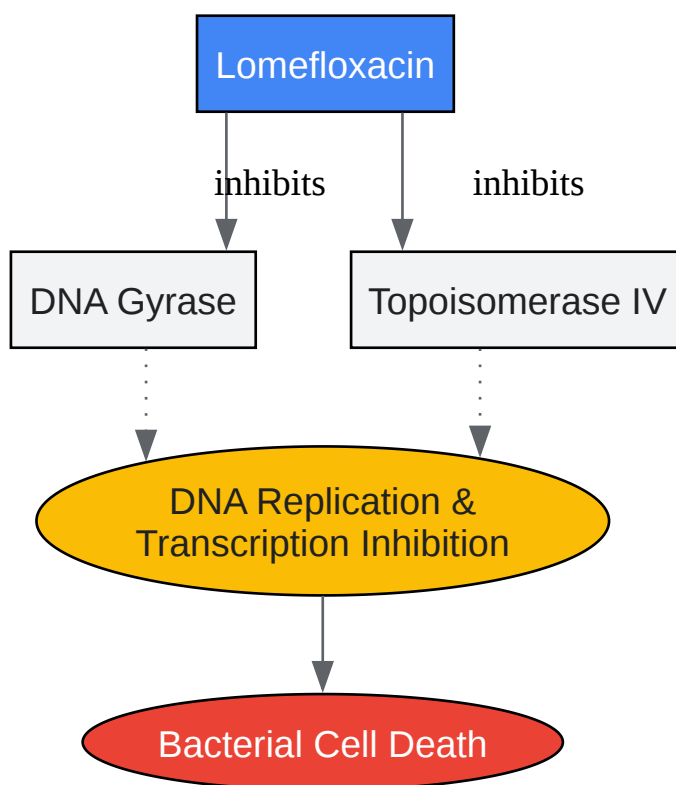 Lomefloxacin
inhibits
inhibits
DNA Gyrase
Topoisomerase IV
DNA Replication &
Transcription Inhibition
Bacterial Cell Death